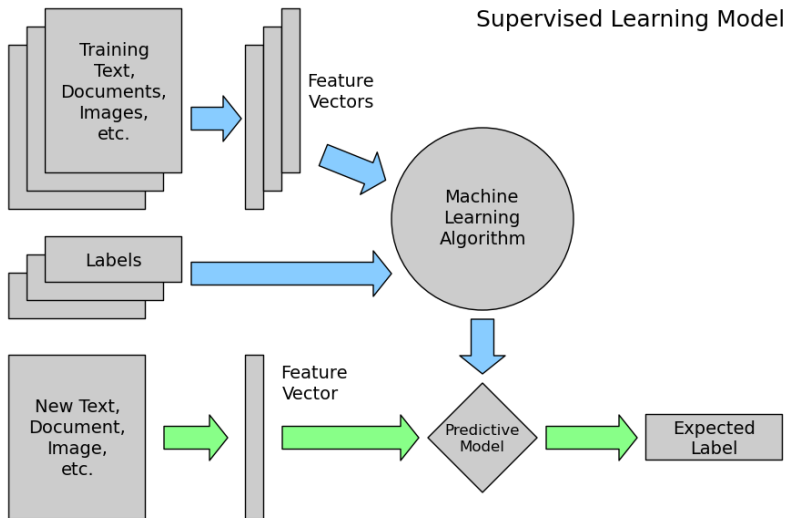 Supervised Learning Model
Training
Text,
Documents,
Images,
etc.
Feature
Vectors
Machine
Learning
Algorithm
Labels
New Text,
Document,
Image,
etc.
Feature
Vector
Predictive
Model
Expected
Label